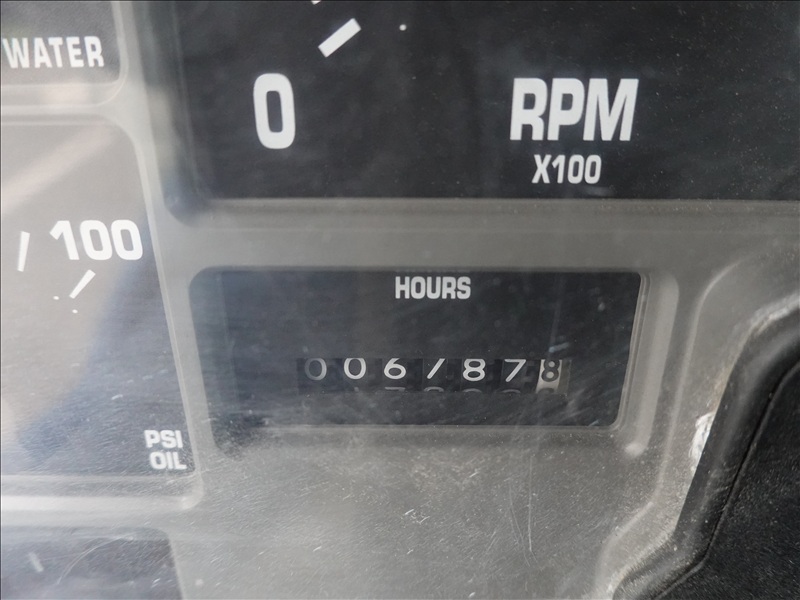 WATER
0
RPM
X100
100
HOURS
0067878
PSI
OIL